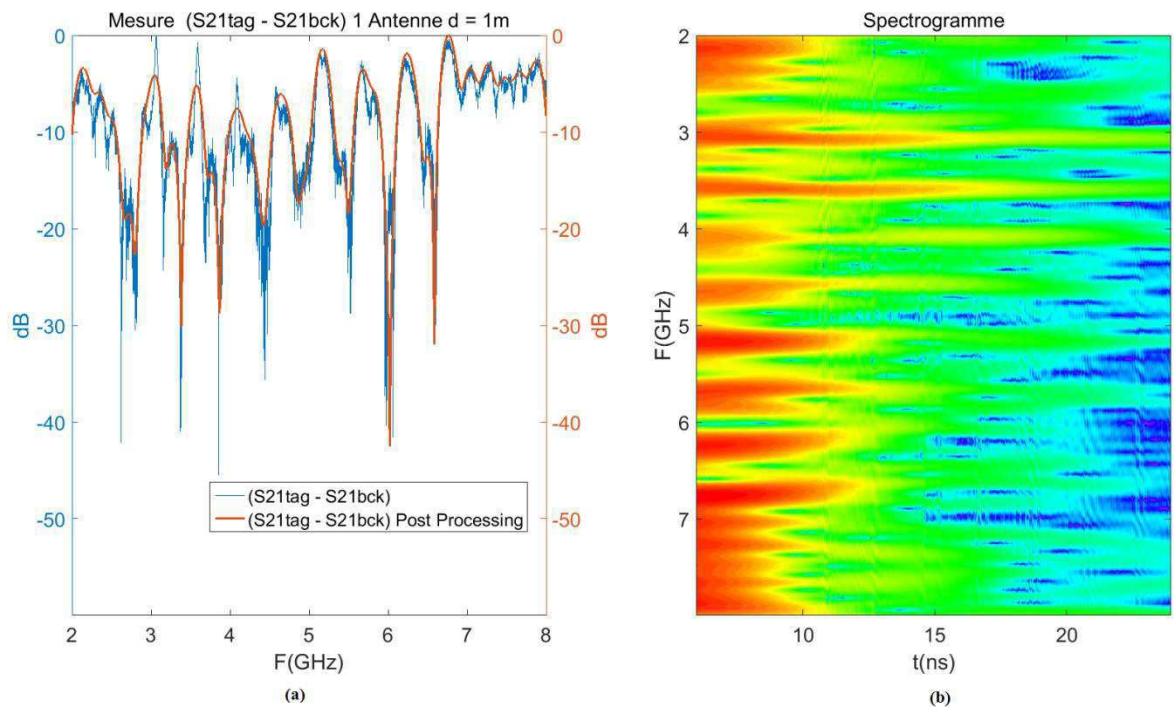 Mesure (S21tag - S21bck) 1 Antenne d = 1m
0
-10
-20
-30
-40
-50
dB
0
-10
-20
-30
-40
-50
dB
(S21tag - S21bck)
(S21tag - S21bck) Post Processing
2 3 4 5 6 7 8
F(GHz)
(a)
Spectrogramme
2
3
4
5
6
7
F(GHz)
10 15 20
t(ns)
(b)